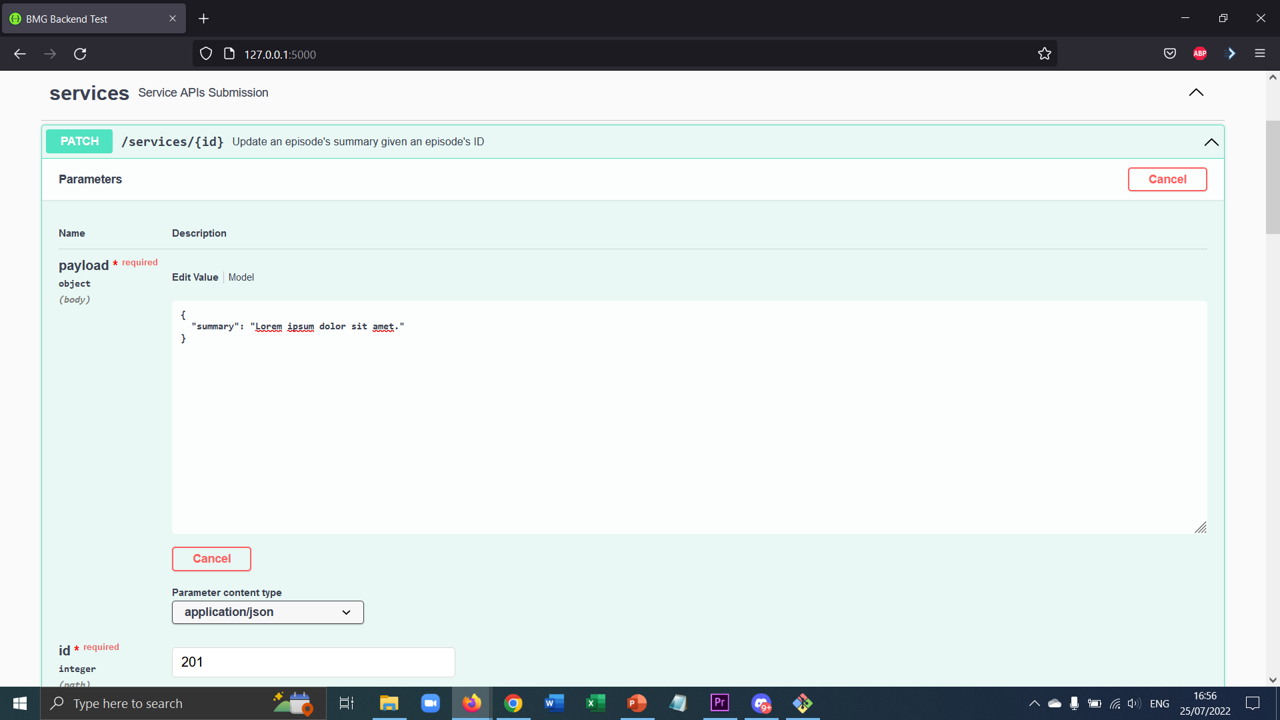 BMG Backend Test
127.0.0.1:5000
ABP
services Service APIs Submission
PATCH /services/{id} Update an episode's summary given an episode's ID
Parameters Cancel
Name Description
payload * required
object
(body)
Edit Value Model
{
"summary": "Lorem ipsum dolor sit amet."
}
Cancel
Parameter content type
application/json
id * required
integer
(path)
201
Type here to search
Pr
9+
ENG
16:56
25/07/2022